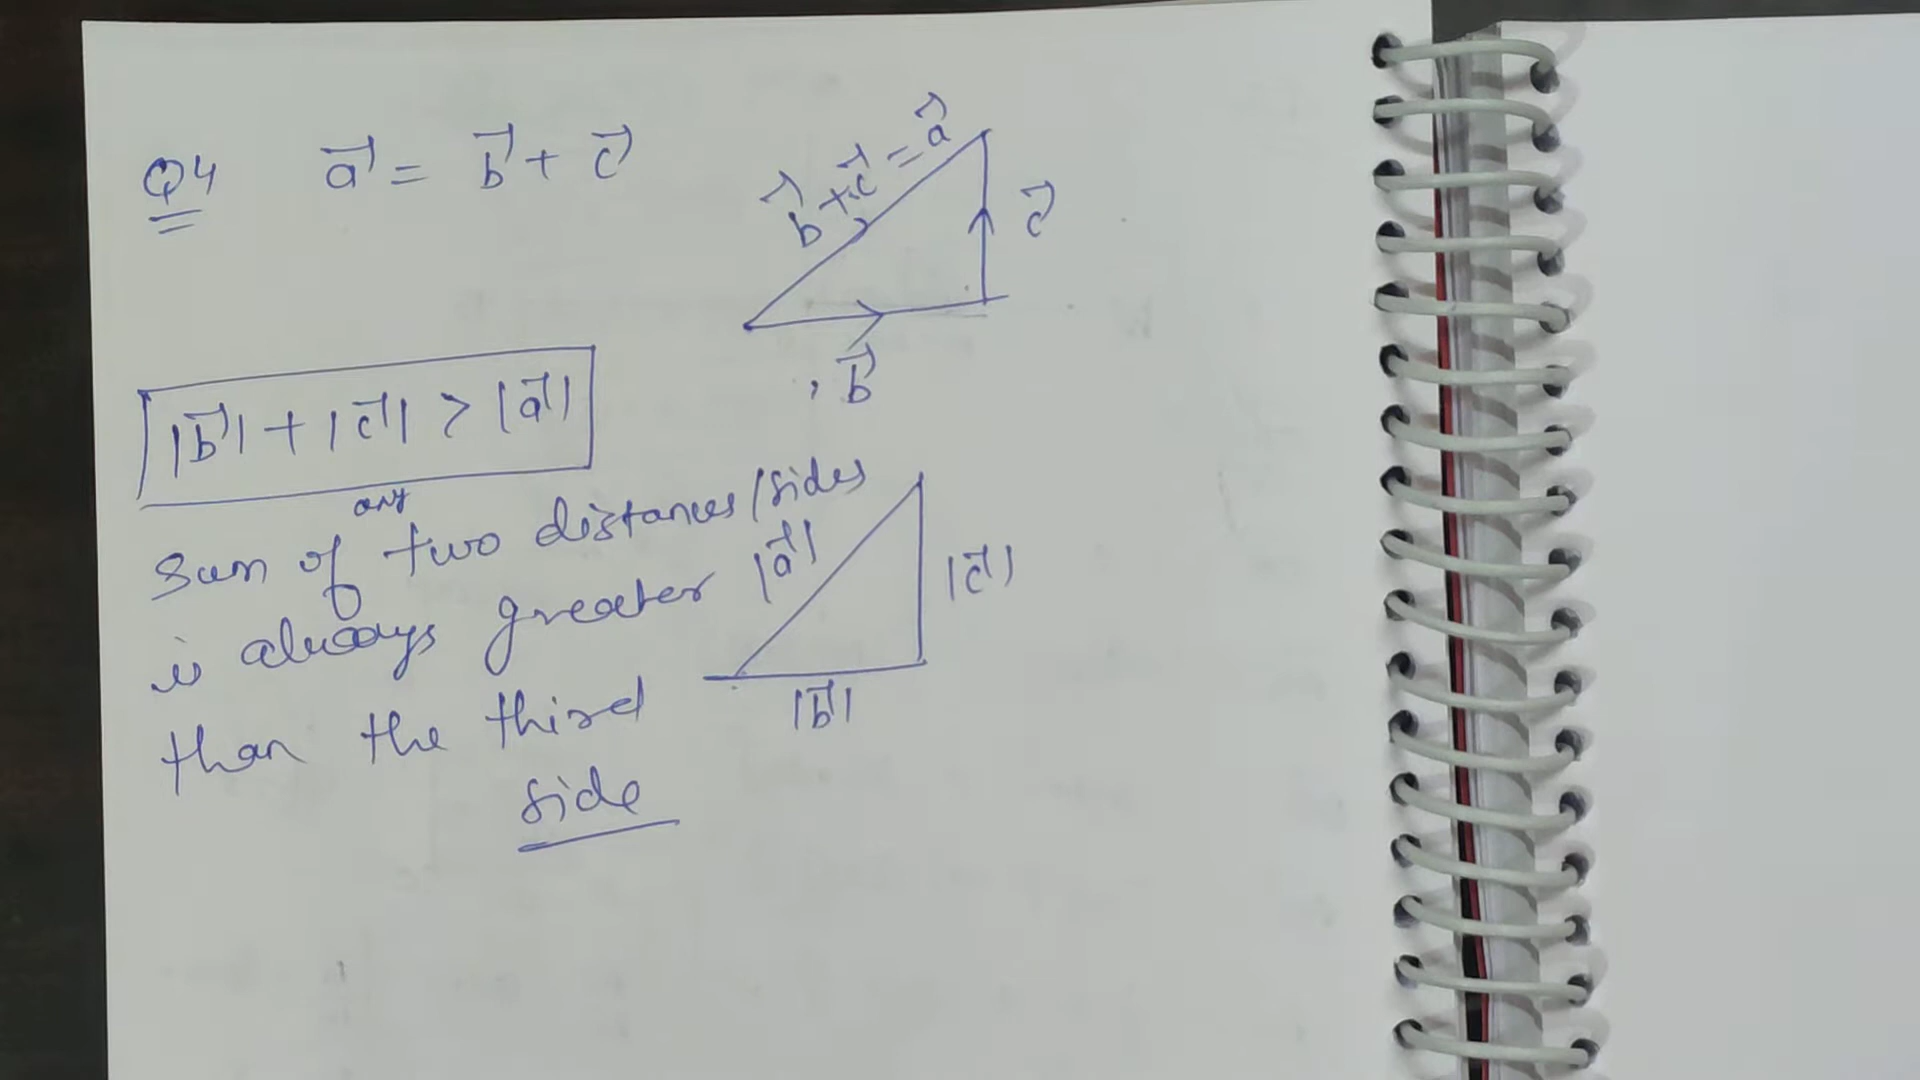 Q4 a⃗ = b⃗ + c⃗
b⃗ + c⃗ = a⃗
c⃗
b⃗
|b⃗| + |c⃗| > |a⃗|
any
Sum of two distances/sides
is always greater
than the third
side
|a⃗|
|c⃗|
|b⃗|